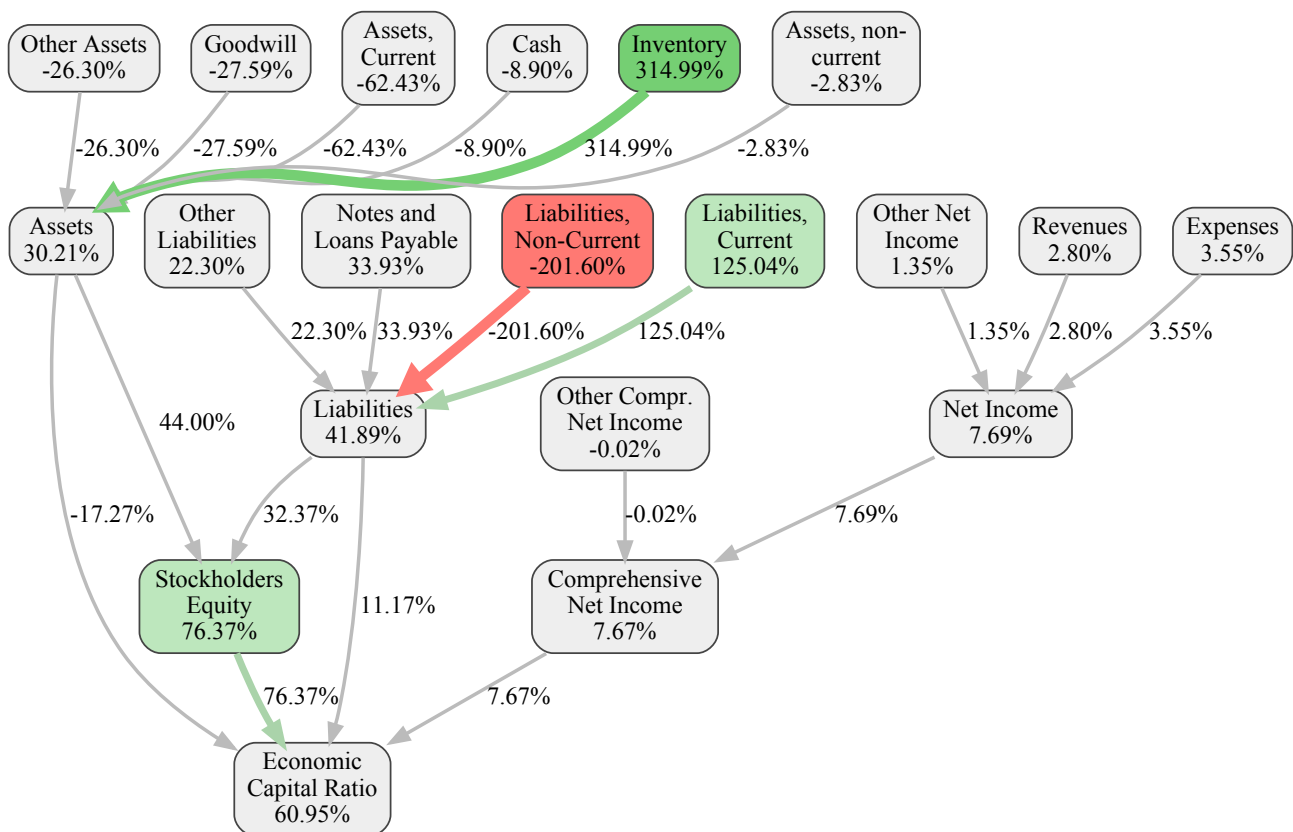 Other Assets
-26.30%
Goodwill
-27.59%
Assets,
Current
-62.43%
Cash
-8.90%
Inventory
314.99%
Assets, non-
current
-2.83%
-26.30%
-27.59%
-62.43%
-8.90%
314.99%
-2.83%
Assets
30.21%
Other
Liabilities
22.30%
Notes and
Loans Payable
33.93%
Liabilities,
Non-Current
-201.60%
Liabilities,
Current
125.04%
Other Net
Income
1.35%
Revenues
2.80%
Expenses
3.55%
22.30%
33.93%
-201.60%
125.04%
1.35%
2.80%
3.55%
44.00%
Liabilities
41.89%
Other Compr.
Net Income
-0.02%
Net Income
7.69%
-17.27%
32.37%
-0.02%
7.69%
Stockholders
Equity
76.37%
11.17%
Comprehensive
Net Income
7.67%
76.37%
7.67%
Economic
Capital Ratio
60.95%